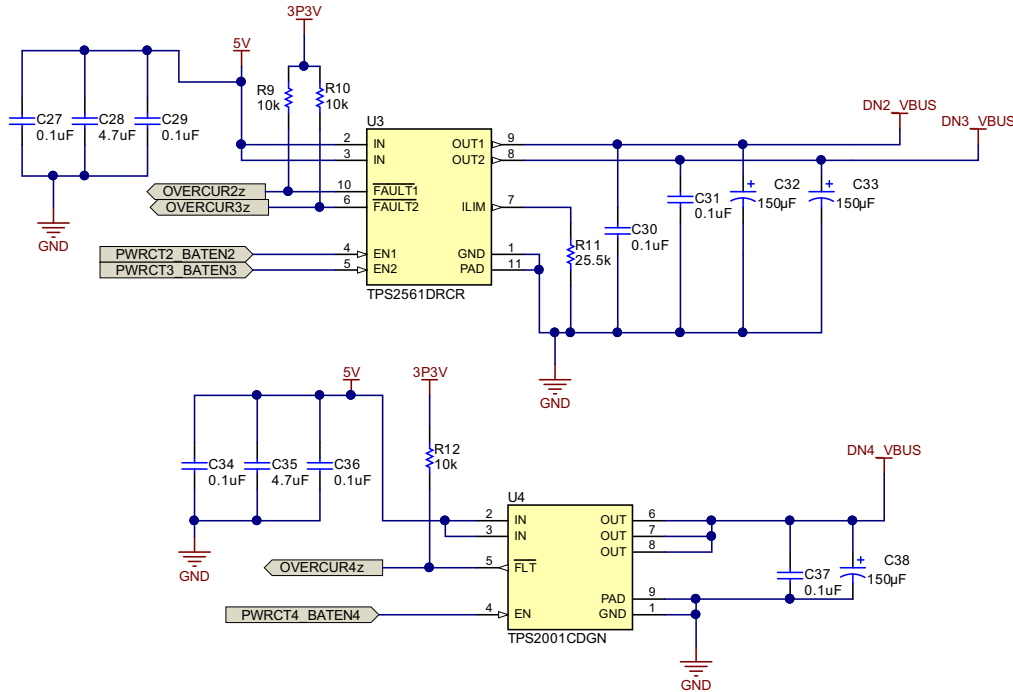 3P3V
5V
R9
10k
R10
10k
C27
0.1uF
C28
4.7uF
C29
0.1uF
GND
U3
2 IN
3 IN
10 FAULT1
6 FAULT2
4 EN1
5 EN2
OUT1 9
OUT2 8
ILIM 7
GND 1
PAD 11
TPS2561DRCR
OVERCUR2z
OVERCUR3z
PWRCT2_BATEN2
PWRCT3_BATEN3
R11
25.5k
C30
0.1uF
C31
0.1uF
+
C32
150µF
+
C33
150µF
DN2_VBUS
DN3_VBUS
GND
5V
3P3V
C34
0.1uF
C35
4.7uF
C36
0.1uF
R12
10k
GND
U4
2 IN
3 IN
5 FLT
4 EN
OUT 6
OUT 7
OUT 8
PAD 9
GND 1
TPS2001CDGN
OVERCUR4z
PWRCT4_BATEN4
DN4_VBUS
C37
0.1uF
+
C38
150µF
GND